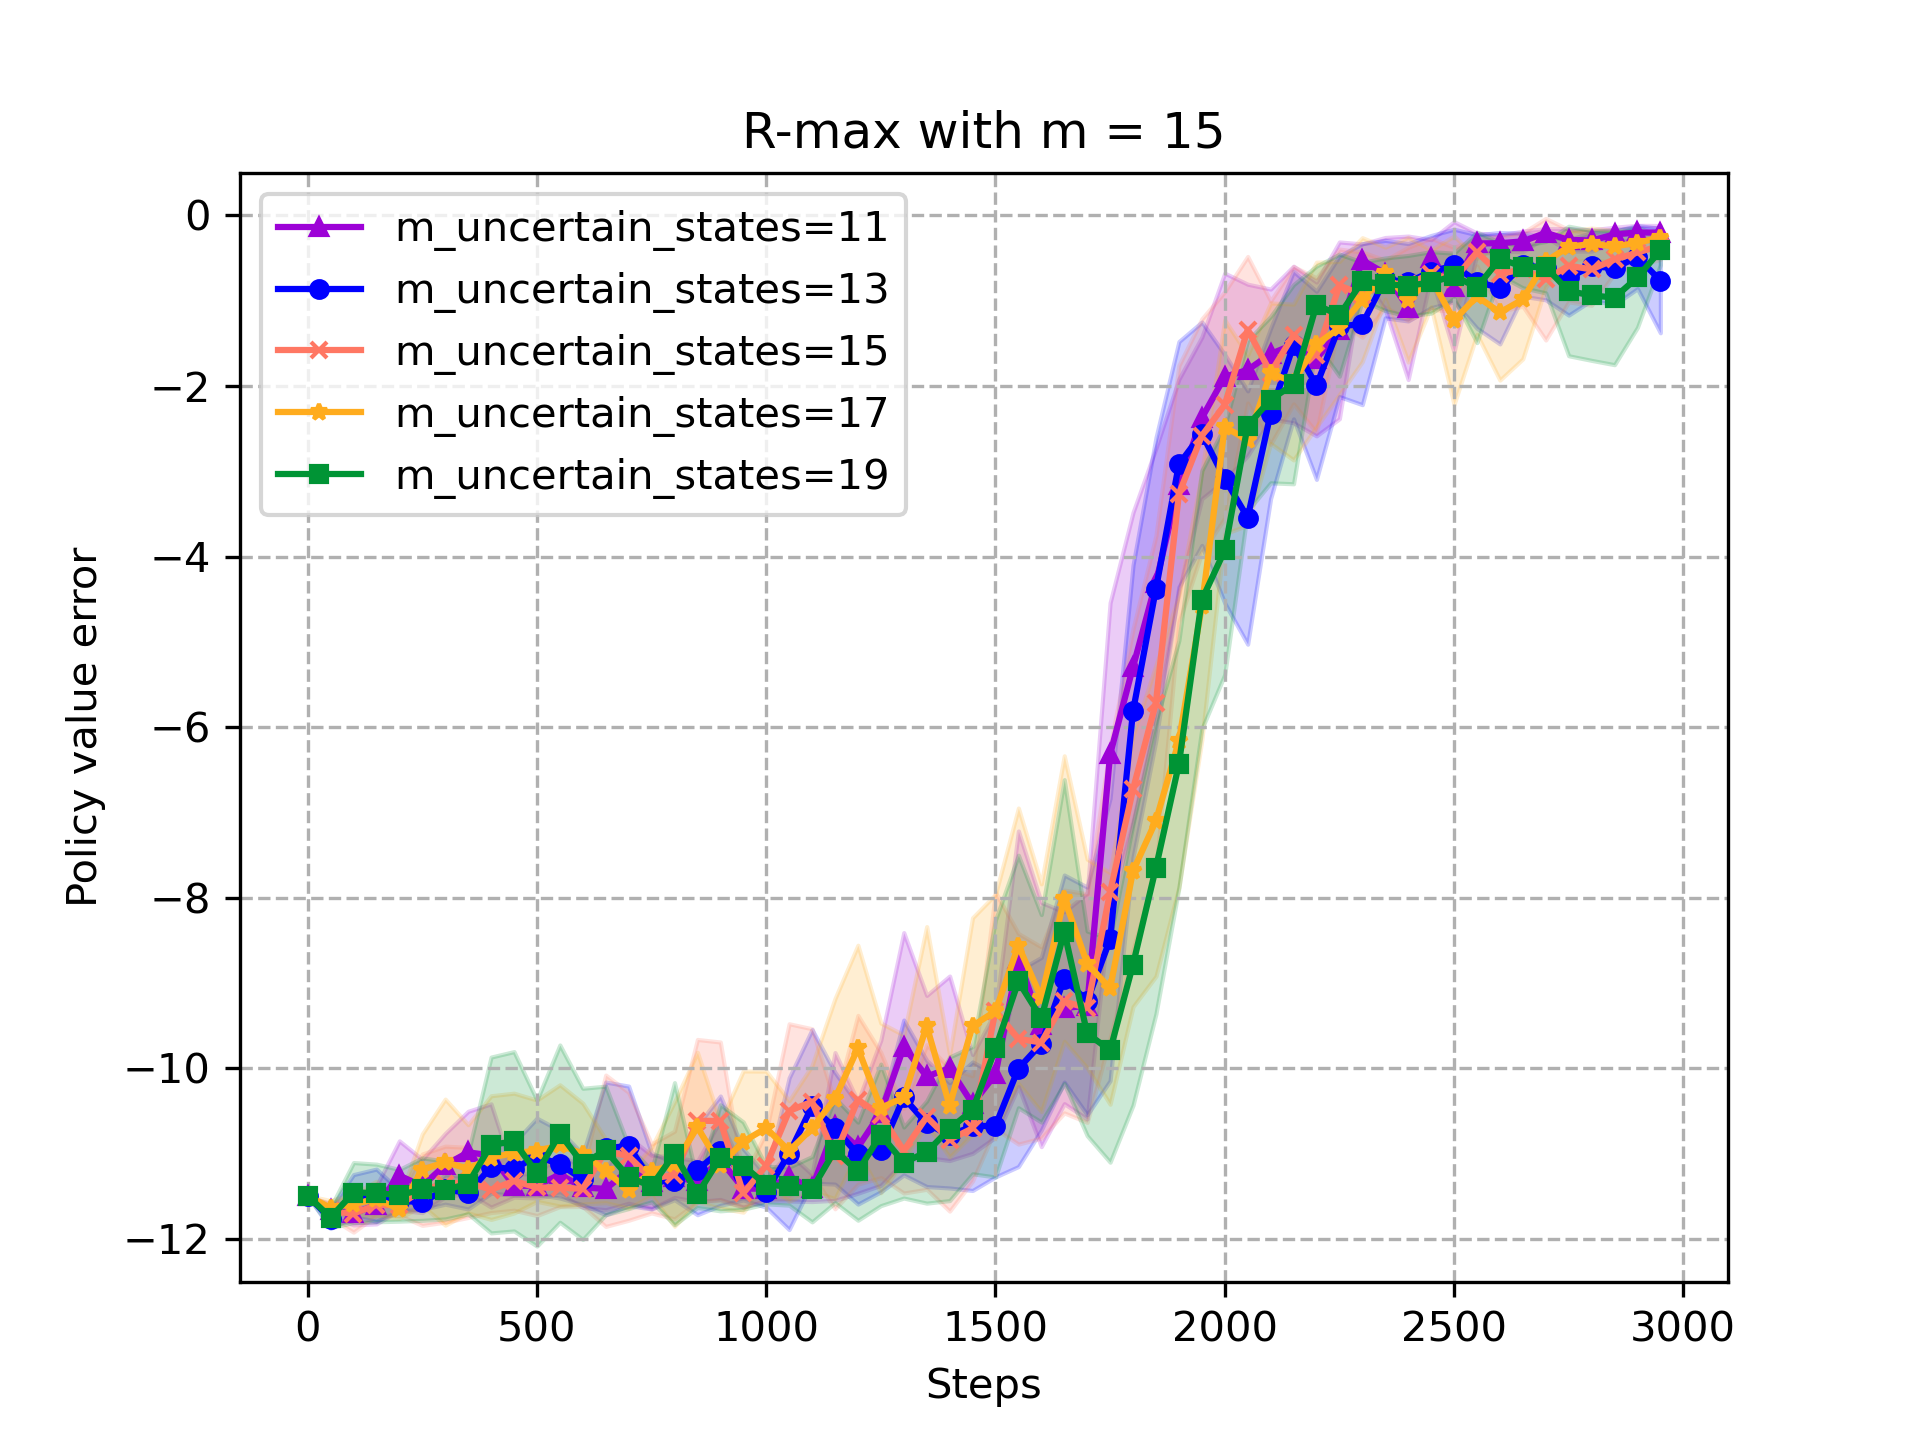 R-max with m = 15
m_uncertain_states=11
m_uncertain_states=13
m_uncertain_states=15
m_uncertain_states=17
m_uncertain_states=19
Policy value error
0
−2
−4
−6
−8
−10
−12
0 500 1000 1500 2000 2500 3000
Steps